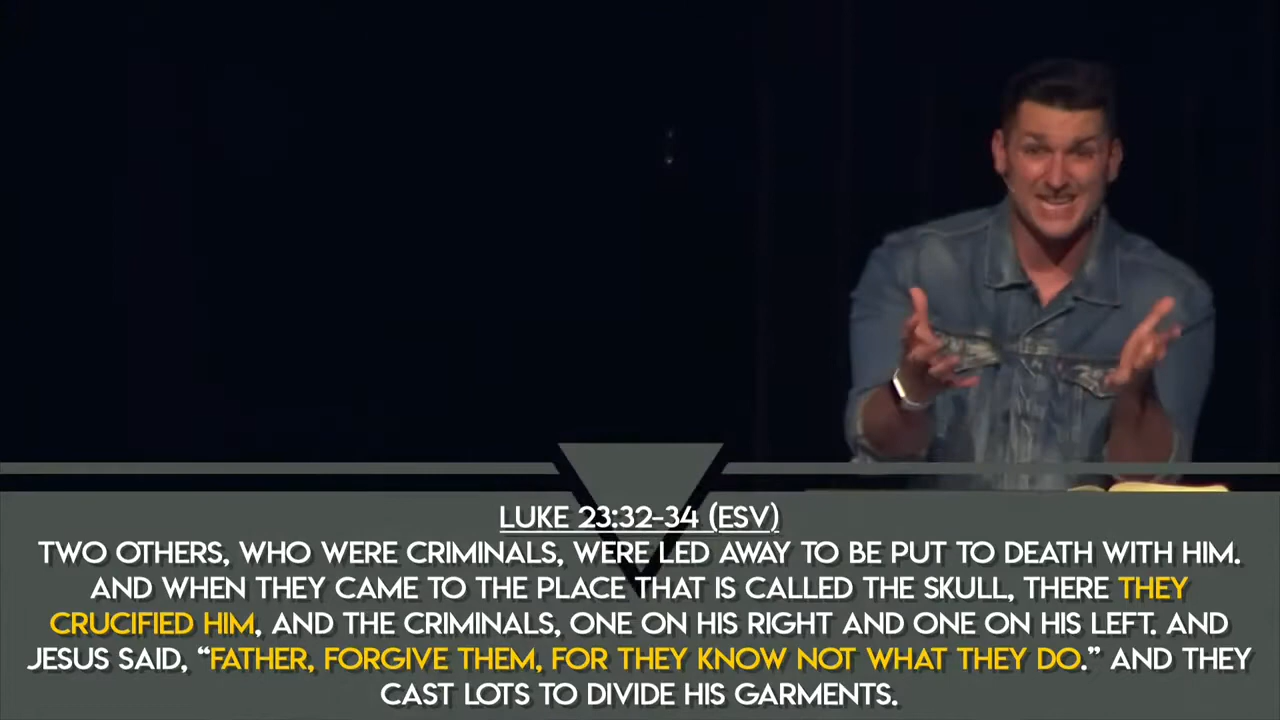 LUKE 23:32-34 (ESV)
TWO OTHERS, WHO WERE CRIMINALS, WERE LED AWAY TO BE PUT TO DEATH WITH HIM.
AND WHEN THEY CAME TO THE PLACE THAT IS CALLED THE SKULL, THERE THEY
CRUCIFIED HIM, AND THE CRIMINALS, ONE ON HIS RIGHT AND ONE ON HIS LEFT. AND
JESUS SAID, “FATHER, FORGIVE THEM, FOR THEY KNOW NOT WHAT THEY DO.” AND THEY
CAST LOTS TO DIVIDE HIS GARMENTS.